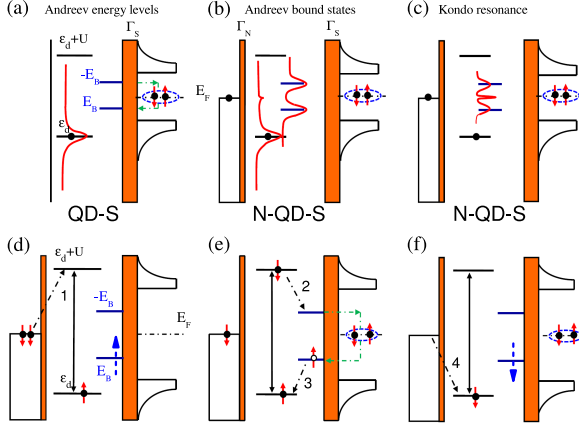 (a) Andreev energy levels
(b) Andreev bound states
(c) Kondo resonance
Γ_S
Γ_N
Γ_S
ε_d+U
-E_B
E_B
ε_d
E_F
QD-S
N-QD-S
N-QD-S
(d)
(e)
(f)
ε_d+U
1
-E_B
E_F
E_B
ε_d
2
3
4